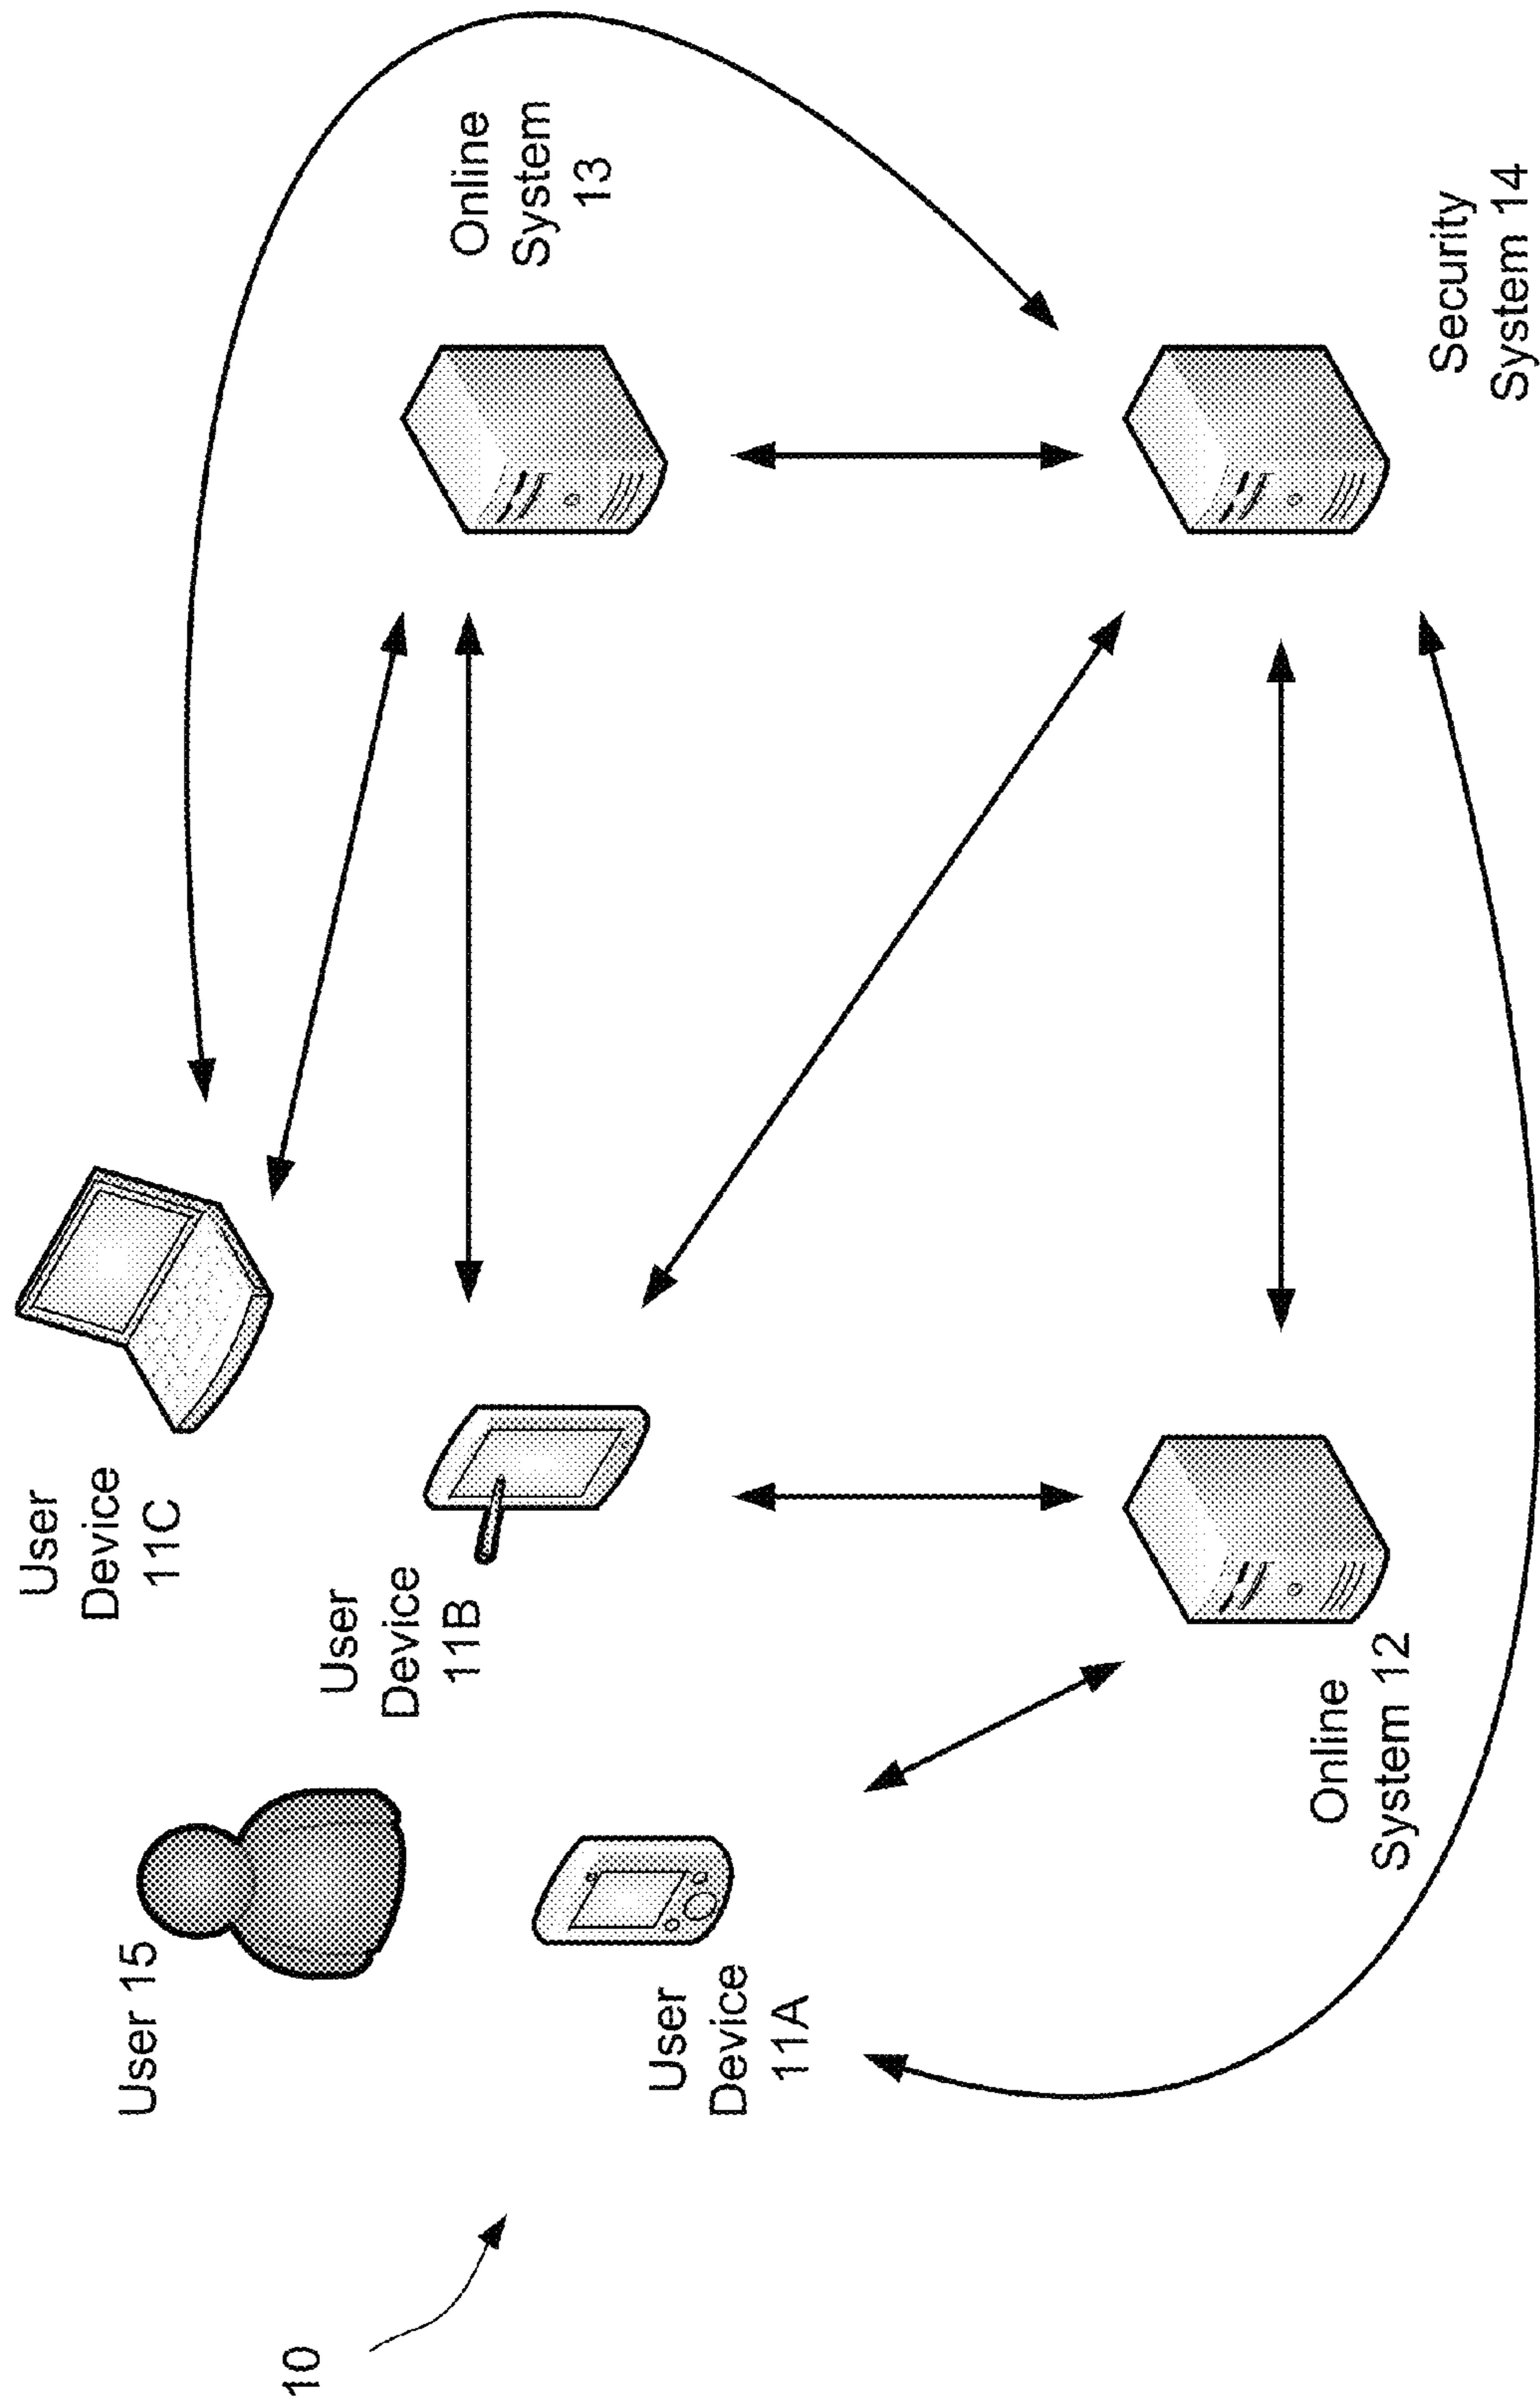 10
User 15
User
Device
11A
User
Device
11B
User
Device
11C
Online
System 12
Online
System
13
Security
System 14